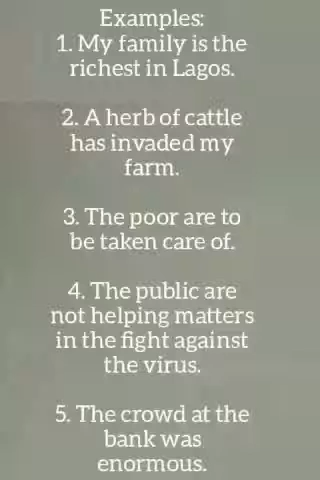 Examples:
1. My family is the
richest in Lagos.
2. A herb of cattle
has invaded my
farm.
3. The poor are to
be taken care of.
4. The public are
not helping matters
in the fight against
the virus.
5. The crowd at the
bank was
enormous.